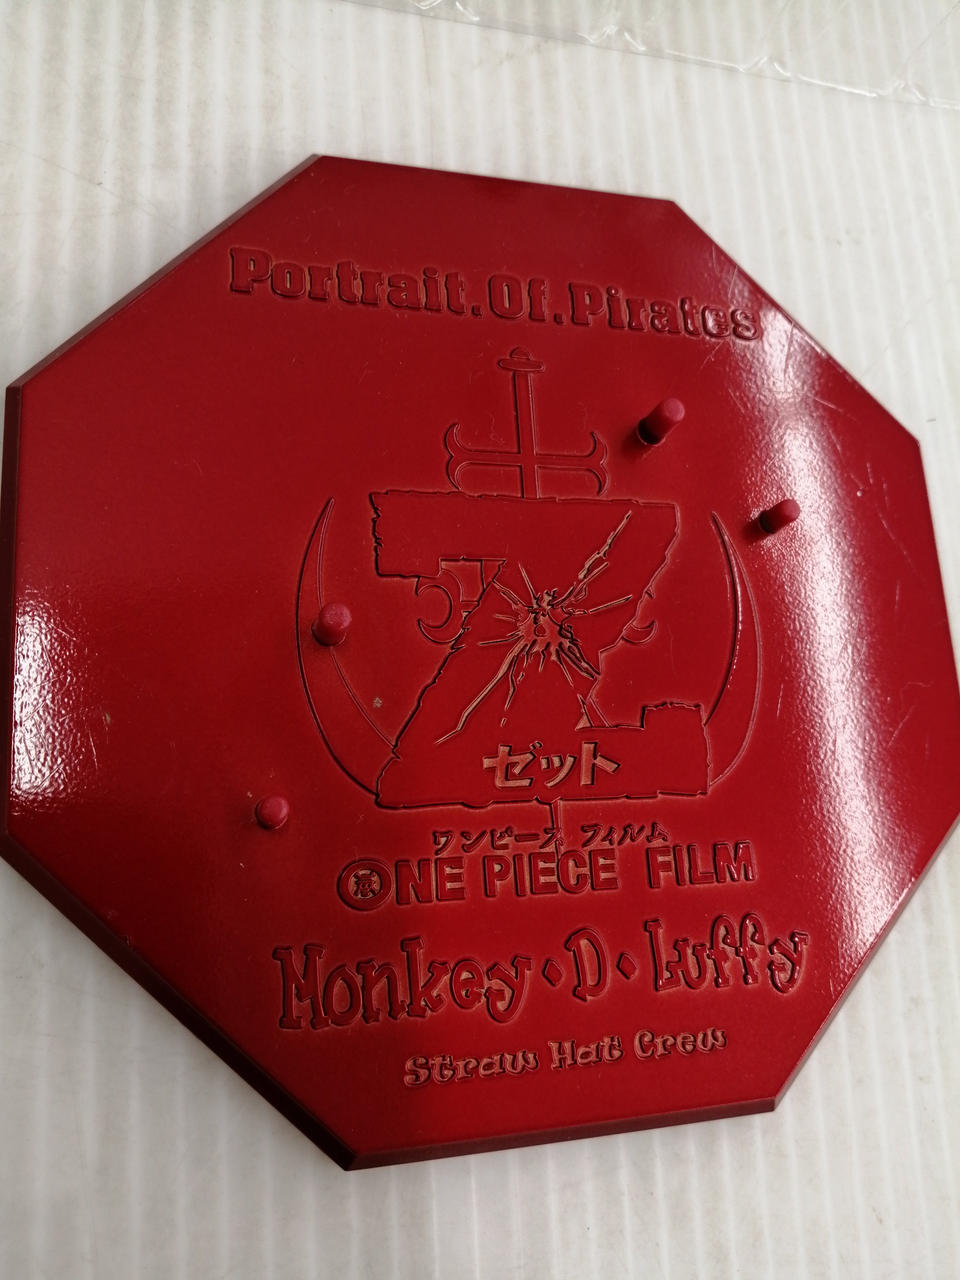 Portrait.Of.Pirates
Z
ゼット
ワンピース フィルム
ONE PIECE FILM
Monkey・D・Luffy
Straw Hat Crew